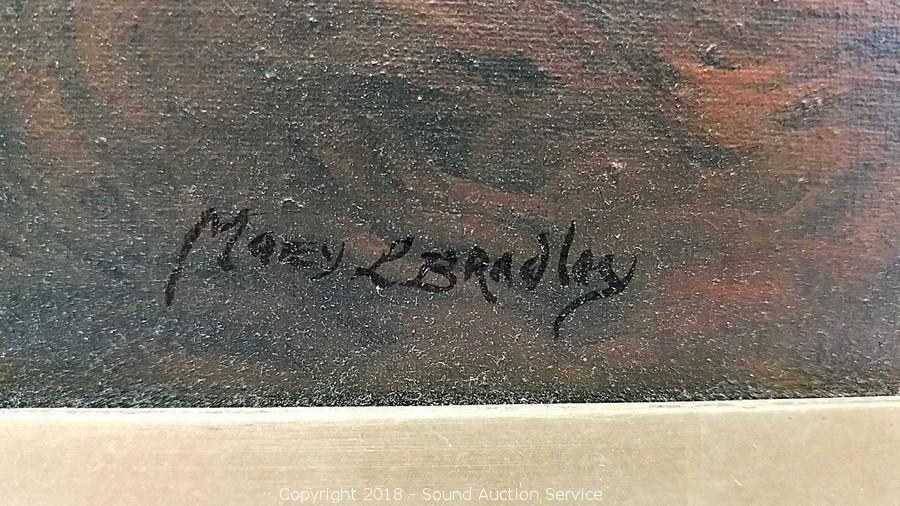 Mary L Bradley
Copyright 2018 - Sound Auction Service